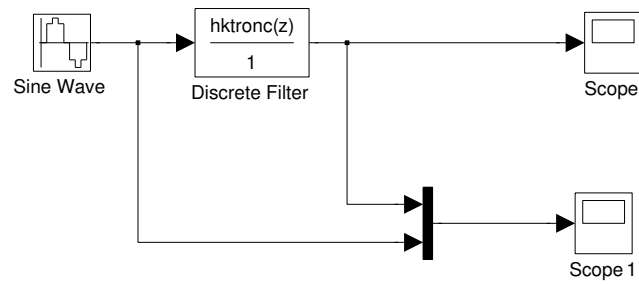 hktronc(z)
1
Sine Wave
Discrete Filter
Scope
Scope 1